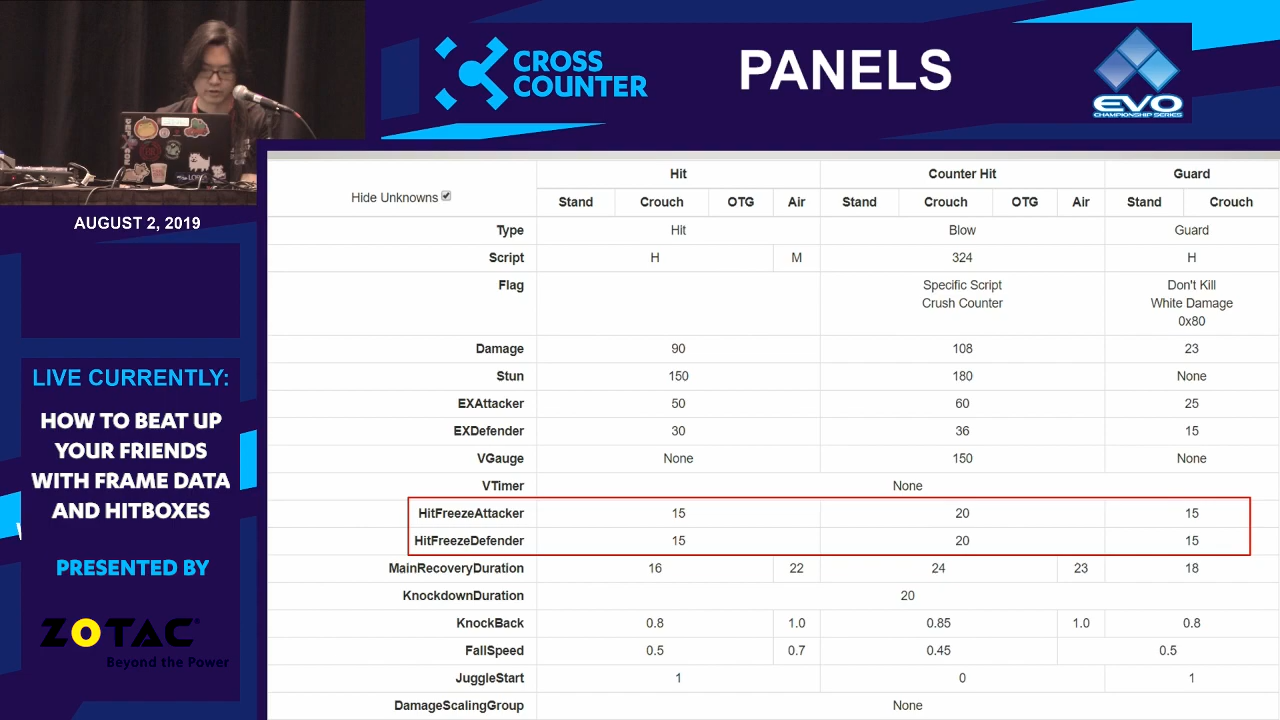 CROSS
COUNTER
PANELS
EVO
CHAMPIONSHIP SERIES
AUGUST 2, 2019
LIVE CURRENTLY:
HOW TO BEAT UP
YOUR FRIENDS
WITH FRAME DATA
AND HITBOXES
PRESENTED BY
ZOTAC
Beyond the Power
Hit Counter Hit Guard
Hide Unknowns
Stand Crouch OTG Air Stand Crouch OTG Air Stand Crouch
Type Hit Blow Guard
Script H M 324 H
Flag Specific Script Don't Kill
Crush Counter White Damage
0x80
Damage 90 108 23
Stun 150 180 None
EXAttacker 50 60 25
EXDefender 30 36 15
VGauge None 150 None
VTimer None
HitFreezeAttacker 15 20 15
HitFreezeDefender 15 20 15
MainRecoveryDuration 16 22 24 23 18
KnockdownDuration 20
KnockBack 0.8 1.0 0.85 1.0 0.8
FallSpeed 0.5 0.7 0.45 0.5
JuggleStart 1 0 1
DamageScalingGroup None